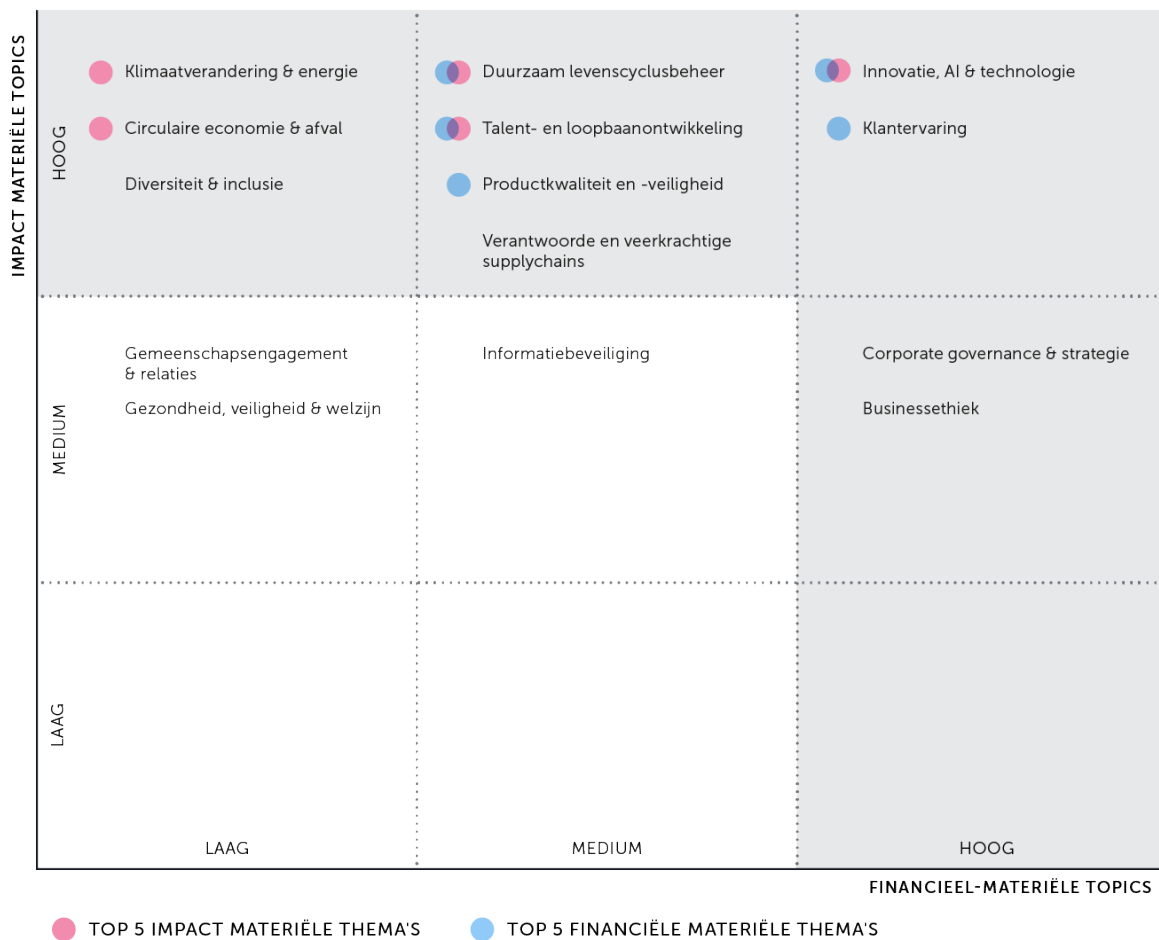 IMPACT MATERIËLE TOPICS
HOOG
Klimaatverandering & energie
Circulaire economie & afval
Diversiteit & inclusie
Duurzaam levenscyclusbeheer
Talent- en loopbaanontwikkeling
Productkwaliteit en -veiligheid
Verantwoorde en veerkrachtige
supplychains
Innovatie, AI & technologie
Klantervaring
MEDIUM
Gemeenschapsengagement
& relaties
Gezondheid, veiligheid & welzijn
Informatiebeveiliging
Corporate governance & strategie
Businessethiek
LAAG
LAAG
MEDIUM
HOOG
FINANCIEEL-MATERIËLE TOPICS
TOP 5 IMPACT MATERIËLE THEMA'S
TOP 5 FINANCIËLE MATERIËLE THEMA'S